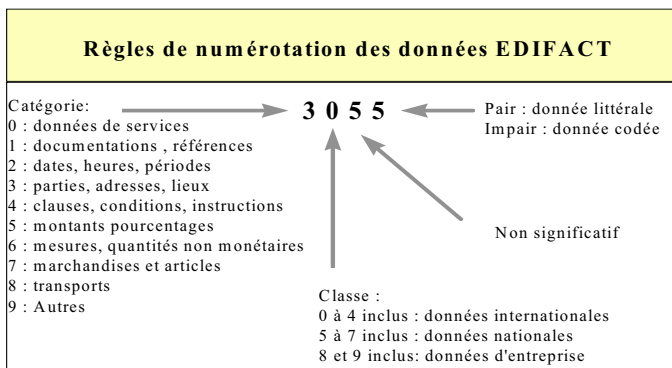 Règles de numérotation des données EDIFACT
Catégorie:
0 : données de services
1 : documentations , références
2 : dates, heures, périodes
3 : parties, adresses, lieux
4 : clauses, conditions, instructions
5 : montants pourcentages
6 : mesures, quantités non monétaires
7 : marchandises et articles
8 : transports
9 : Autres
3 0 5 5
Pair : donnée littérale
Impair : donnée codée
Non significatif
Classe :
0 à 4 inclus : données internationales
5 à 7 inclus : données nationales
8 et 9 inclus: données d'entreprise